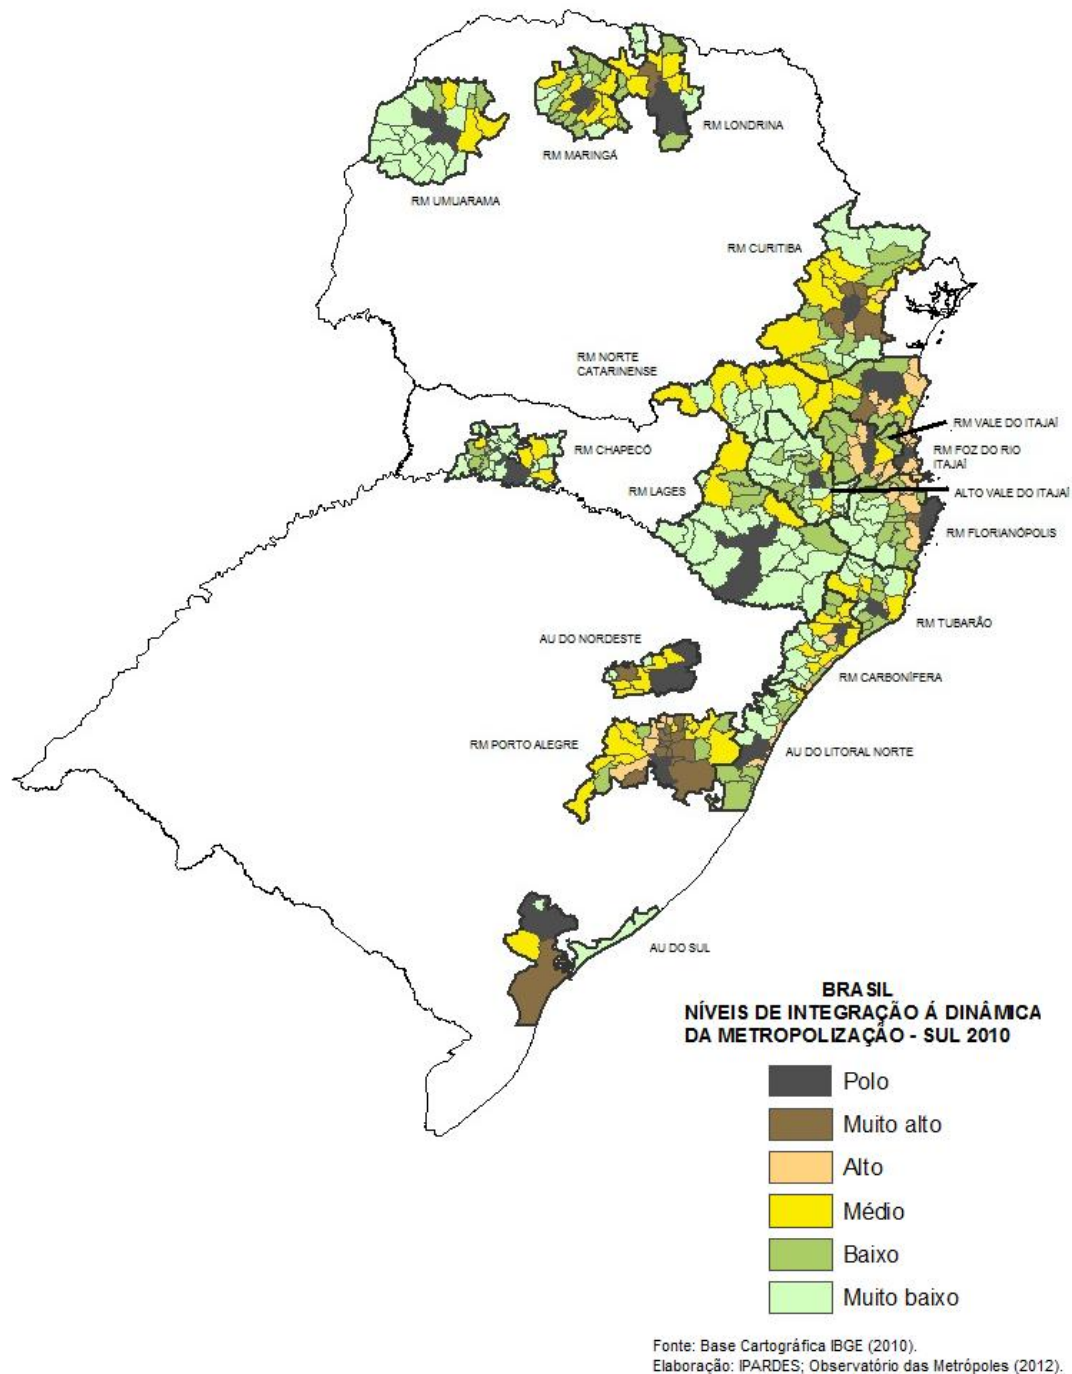 RM LONDRINA
RM MARINGÁ
RM UMUARAMA
RM CURITIBA
RM NORTE
CATARINENSE
RM VALE DO ITAJAÍ
RM CHAPECÓ
RM FOZ DO RIO
ITAJAÍ
RM LAGES
ALTO VALE DO ITAJAÍ
RM FLORIANÓPOLIS
RM TUBARÃO
AU DO NORDESTE
RM CARBONÍFERA
RM PORTO ALEGRE
AU DO LITORAL NORTE
AU DO SUL
BRASIL
NÍVEIS DE INTEGRAÇÃO Á DINÂMICA
DA METROPOLIZAÇÃO - SUL 2010
Polo
Muito alto
Alto
Médio
Baixo
Muito baixo
Fonte: Base Cartográfica IBGE (2010).
Elaboração: IPARDES; Observatório das Metrópoles (2012).